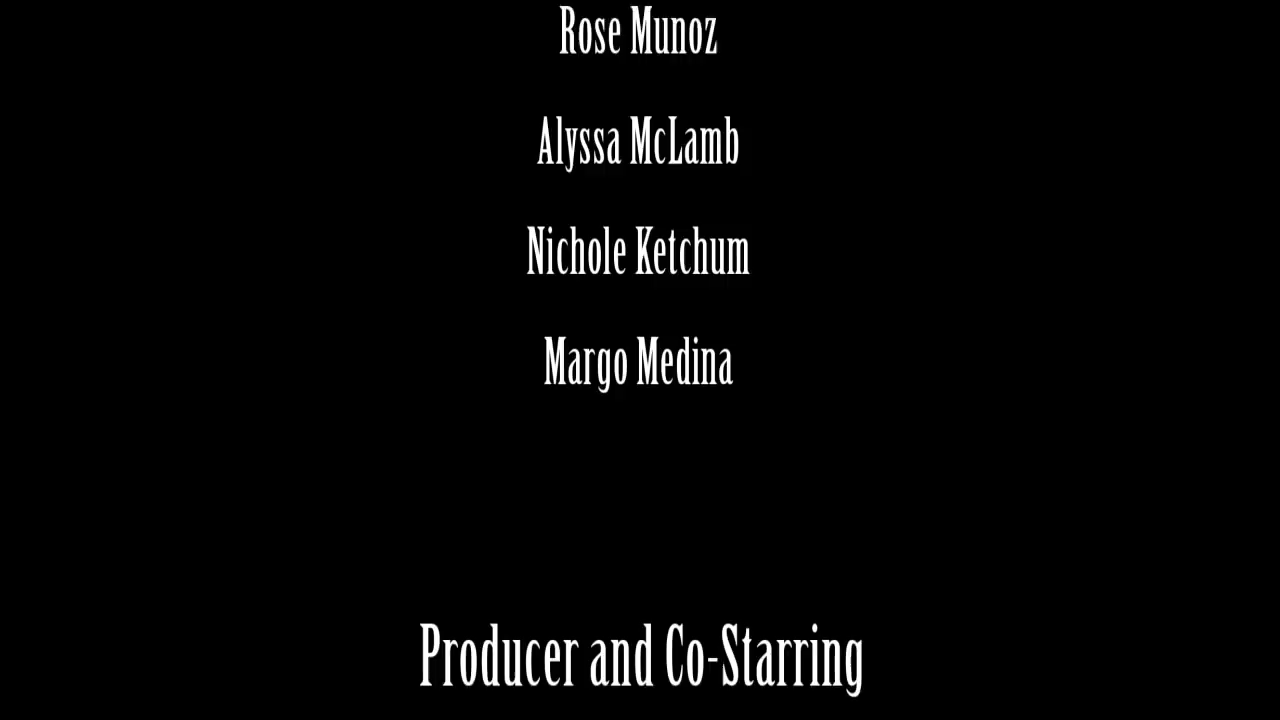 Rose Munoz
Alyssa McLamb
Nichole Ketchum
Margo Medina
Producer and Co-Starring